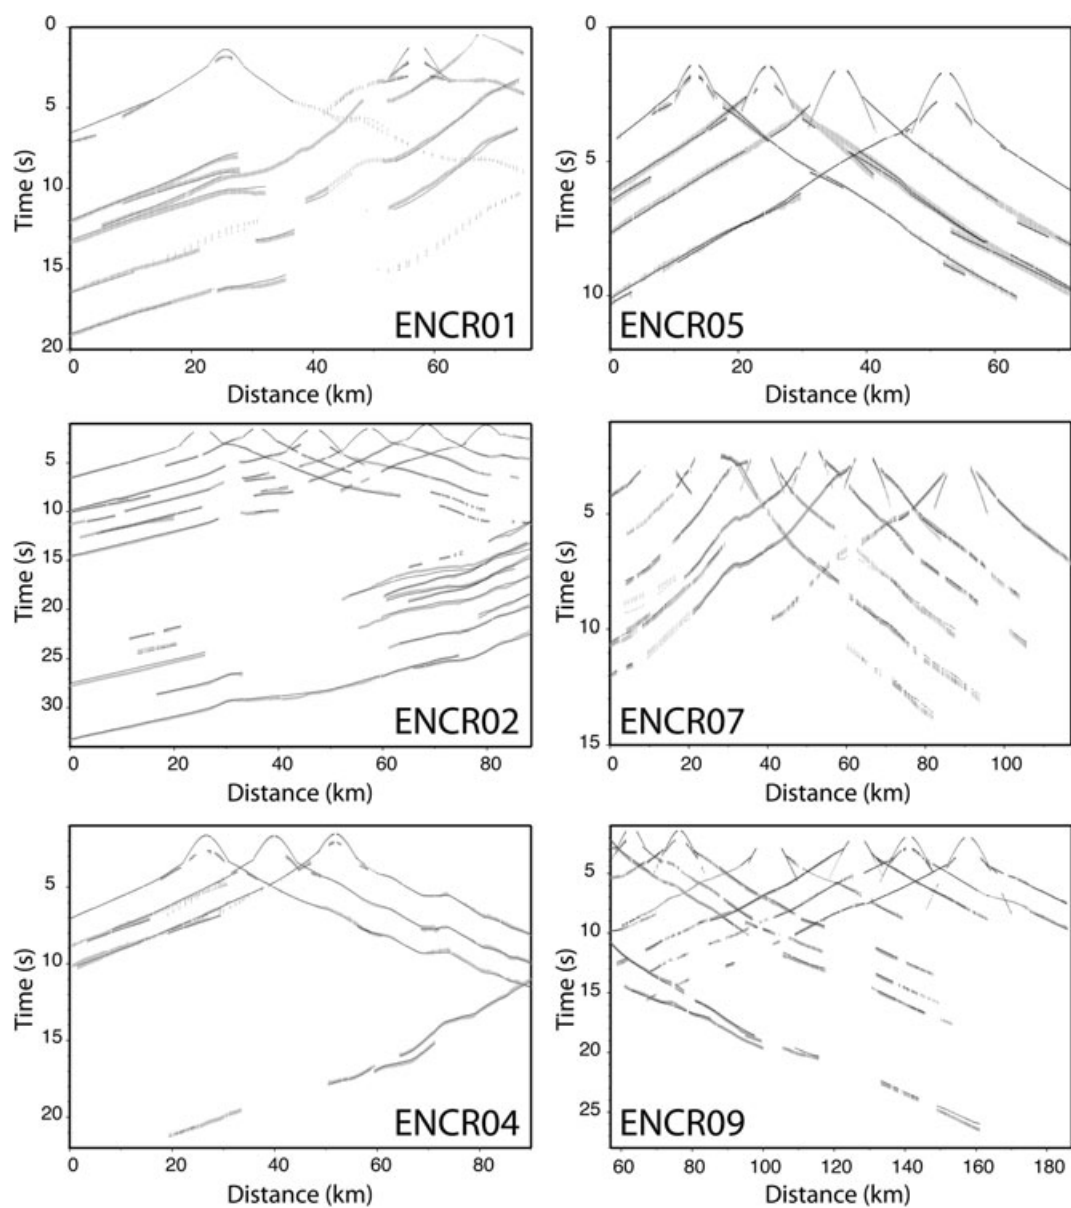 0
5
10
15
20
Time (s)
ENCR01
0 20 40 60
Distance (km)
0
5
10
Time (s)
ENCR05
0 20 40 60
Distance (km)
5
10
15
20
25
30
Time (s)
ENCR02
0 20 40 60 80
Distance (km)
5
10
15
Time (s)
ENCR07
0 20 40 60 80 100
Distance (km)
5
10
15
20
Time (s)
ENCR04
0 20 40 60 80
Distance (km)
5
10
15
20
25
Time (s)
ENCR09
60 80 100 120 140 160 180
Distance (km)